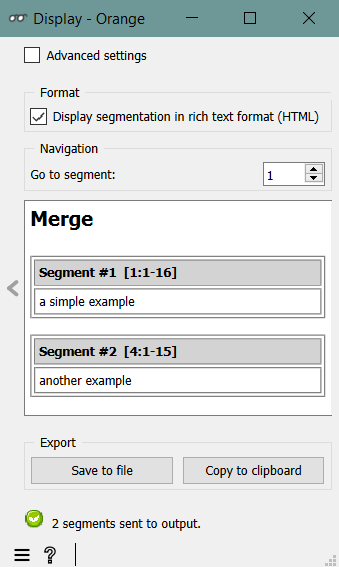 Display - Orange
Advanced settings
Format
Display segmentation in rich text format (HTML)
Navigation
Go to segment:
1
Merge
Segment #1 [1:1-16]
a simple example
Segment #2 [4:1-15]
another example
Export
Save to file
Copy to clipboard
2 segments sent to output.
?